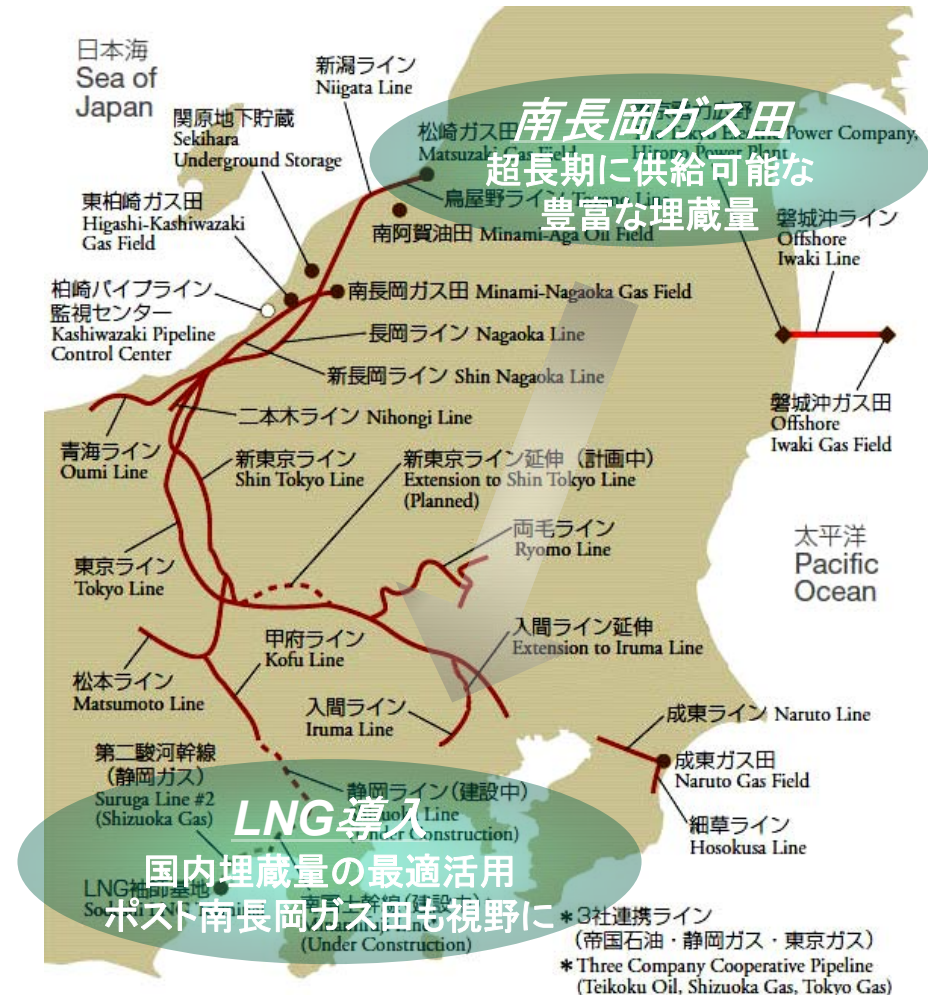 日本海
Sea of
Japan
新潟ライン
Niigata Line
関原地下貯蔵
Sekihara
Underground Storage
南長岡ガス田
超長期に供給可能な
豊富な埋蔵量
松崎ガス田
Matsuzaki Gas Field
Power Company,
Hirono Power Plant
鳥屋野ライン
東柏崎ガス田
Higashi-Kashiwazaki
Gas Field
南阿賀油田 Minami-Aga Oil Field
磐城沖ライン
Offshore
Iwaki Line
柏崎パイプライン
監視センター
Kashiwazaki Pipeline
Control Center
南長岡ガス田 Minami-Nagaoka Gas Field
長岡ライン Nagaoka Line
新長岡ライン Shin Nagaoka Line
二本木ライン Nihongi Line
磐城沖ガス田
Offshore
Iwaki Gas Field
青海ライン
Oumi Line
新東京ライン
Shin Tokyo Line
新東京ライン延伸（計画中）
Extension to Shin Tokyo Line
(Planned)
両毛ライン
Ryomo Line
太平洋
Pacific
Ocean
東京ライン
Tokyo Line
甲府ライン
Kofu Line
入間ライン延伸
Extension to Iruma Line
松本ライン
Matsumoto Line
入間ライン
Iruma Line
成東ライン Naruto Line
成東ガス田
Naruto Gas Field
細草ライン
Hosokusa Line
第二駿河幹線
（静岡ガス）
Suruga Line #2
(Shizuoka Gas)
静岡ライン（建設中）
Line
(Under Construction)
LNG導入
国内埋蔵量の最適活用
ポスト南長岡ガス田も視野に
LNG袖師基地
(Under Construction)
＊3社連携ライン
（帝国石油・静岡ガス・東京ガス）
＊Three Company Cooperative Pipeline
(Teikoku Oil, Shizuoka Gas, Tokyo Gas)